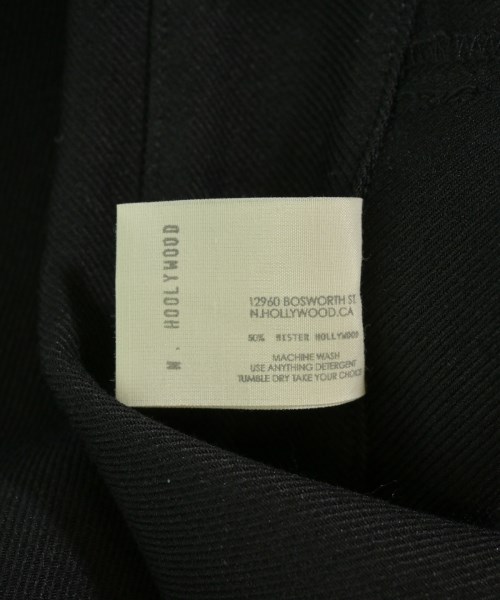 N. HOOLYWOOD
12960 BOSWORTH ST
N.HOLLYWOOD.CA
50% MISTER HOLLYWOOD
MACHINE WASH
USE ANYTHING DETERGENT
TUMBLE DRY TAKE YOUR CHOICE